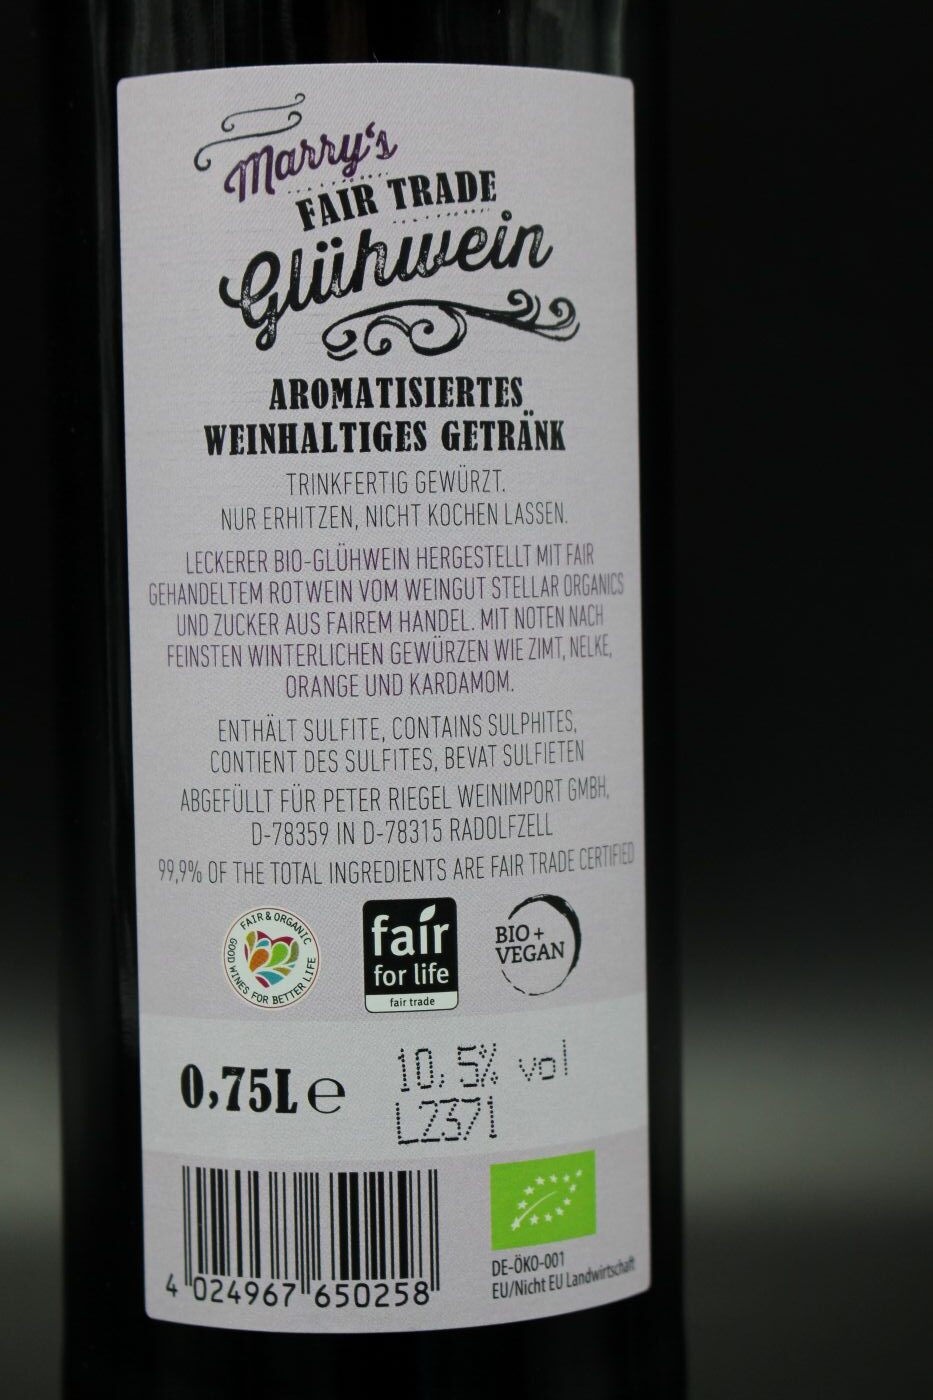 Marry's
FAIR TRADE
Glühwein
AROMATISIERTES
WEINHALTIGES GETRÄNK
TRINKFERTIG GEWÜRZT.
NUR ERHITZEN, NICHT KOCHEN LASSEN.
LECKERER BIO-GLÜHWEIN HERGESTELLT MIT FAIR
GEHANDELTEM ROTWEIN VOM WEINGUT STELLAR ORGANICS
UND ZUCKER AUS FAIREM HANDEL. MIT NOTEN NACH
FEINSTEN WINTERLICHEN GEWÜRZEN WIE ZIMT, NELKE,
ORANGE UND KARDAMOM.
ENTHÄLT SULFITE, CONTAINS SULPHITES,
CONTIENT DES SULFITES, BEVAT SULFIETEN
ABGEFÜLLT FÜR PETER RIEGEL WEINIMPORT GMBH,
D-78359 IN D-78315 RADOLFZELL
99,9% OF THE TOTAL INGREDIENTS ARE FAIR TRADE CERTIFIED
FAIR & ORGANIC
GOOD WINES FOR BETTER LIFE
fair
for life
fair trade
BIO +
VEGAN
0,75L e
10,5% vol
L2371
4 024967 650258
DE-ÖKO-001
EU/Nicht EU Landwirtschaft